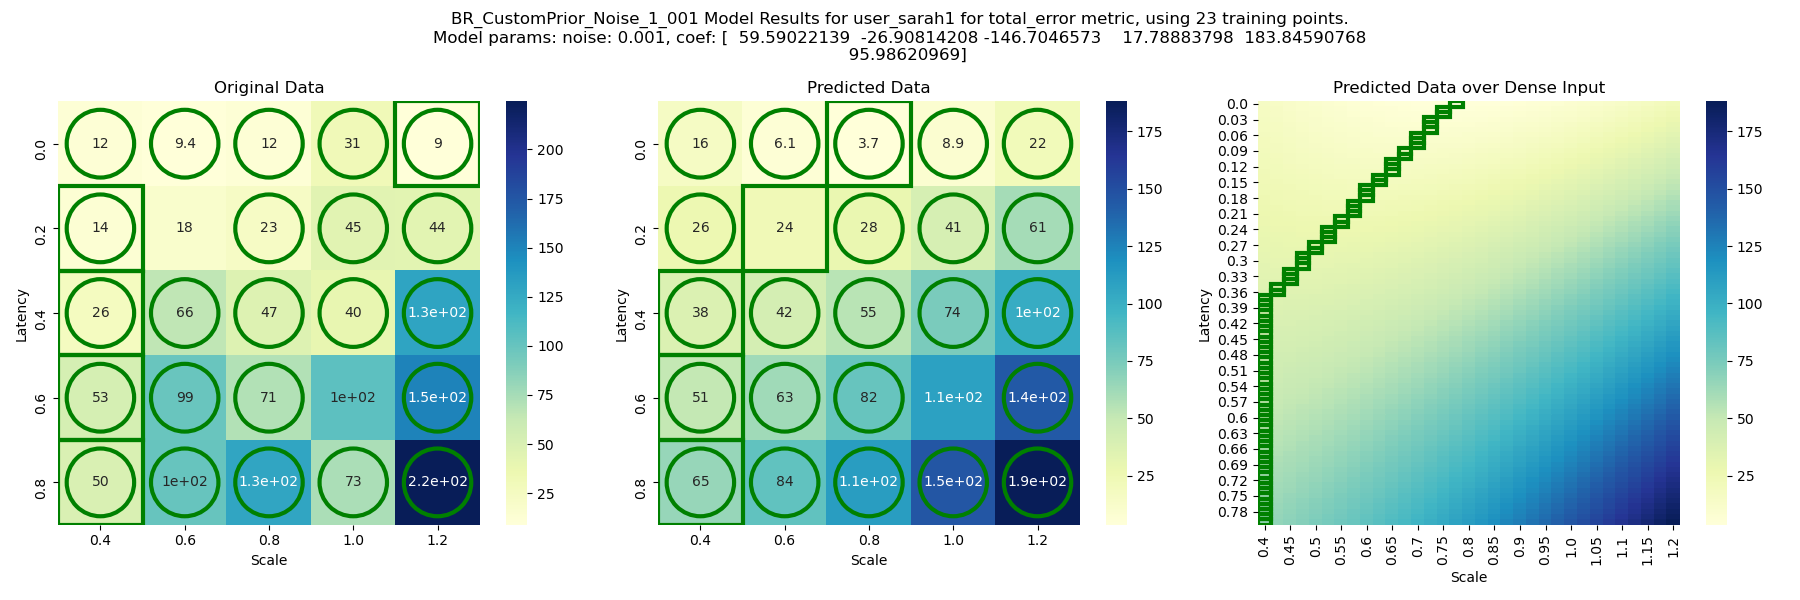 BR_CustomPrior_Noise_1_001 Model Results for user_sarah1 for total_error metric, using 23 training points.
Model params: noise: 0.001, coef: [  59.59022139  -26.90814208 -146.7046573    17.78883798  183.84590768
95.98620969]
Original Data
12 9.4 12 31 9
14 18 23 45 44
26 66 47 40 1.3e+02
53 99 71 1e+02 1.5e+02
50 1e+02 1.3e+02 73 2.2e+02
0.0
0.2
0.4
0.6
0.8
Latency
0.4 0.6 0.8 1.0 1.2
Scale
200
175
150
125
100
75
50
25
Predicted Data
16 6.1 3.7 8.9 22
26 24 28 41 61
38 42 55 74 1e+02
51 63 82 1.1e+02 1.4e+02
65 84 1.1e+02 1.5e+02 1.9e+02
0.0
0.2
0.4
0.6
0.8
Latency
0.4 0.6 0.8 1.0 1.2
Scale
175
150
125
100
75
50
25
Predicted Data over Dense Input
0.0
0.03
0.06
0.09
0.12
0.15
0.18
0.21
0.24
0.27
0.3
0.33
0.36
0.39
0.42
0.45
0.48
0.51
0.54
0.57
0.6
0.63
0.66
0.69
0.72
0.75
0.78
Latency
0.4 0.45 0.5 0.55 0.6 0.65 0.7 0.75 0.8 0.85 0.9 0.95 1.0 1.05 1.1 1.15 1.2
Scale
175
150
125
100
75
50
25